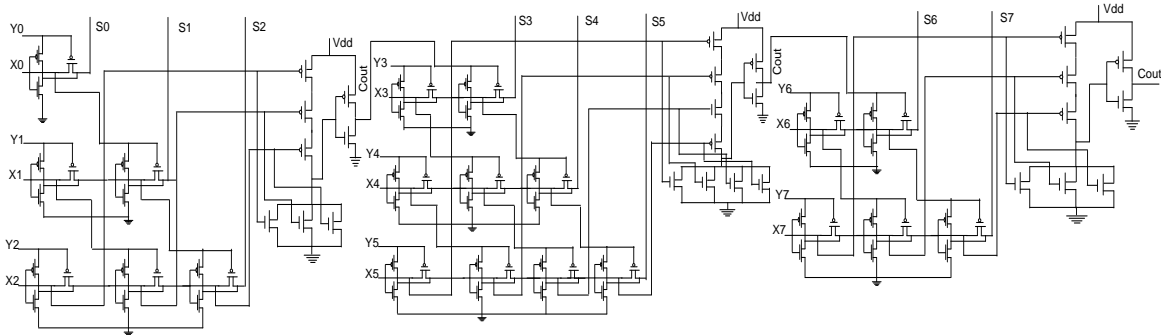 Y0 S0 S1 S2
Vdd
X0
Cout
Y1
X1
Y2
X2
S3 S4 S5
Vdd
Cout
Y3
X3
Y4
X4
Y5
X5
S6 S7
Vdd
Cout
Y6
X6
Y7
X7